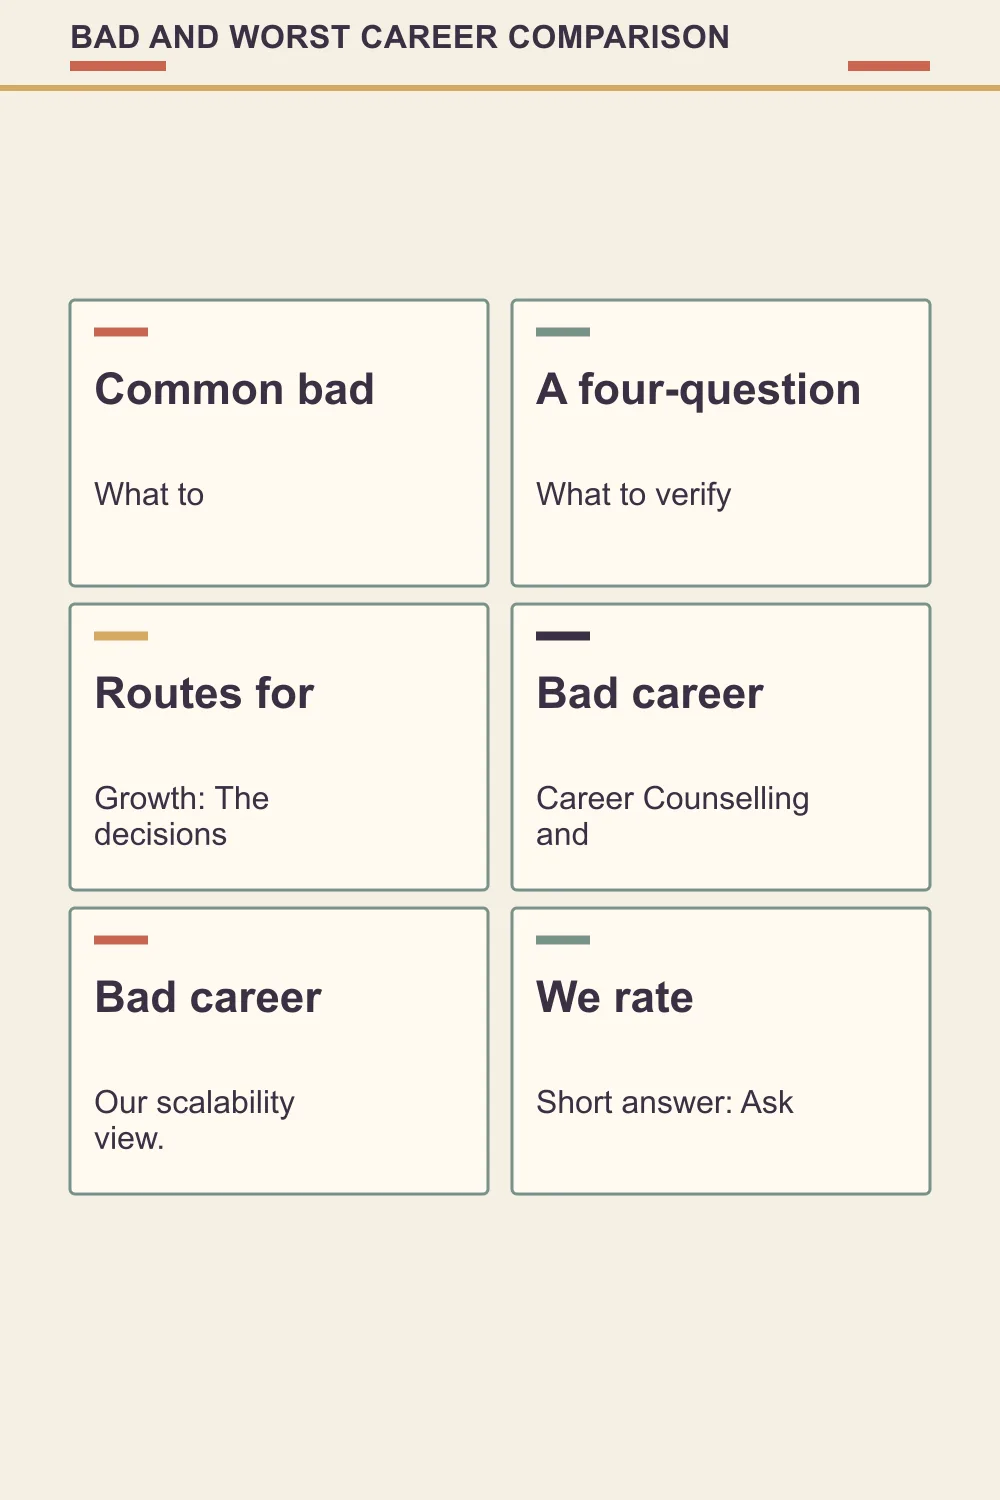 BAD AND WORST CAREER COMPARISON
Common bad
What to
A four-question
What to verify
Routes for
Growth: The
decisions
Bad career
Career Counselling
and
Bad career
Our scalability
view.
We rate
Short answer: Ask